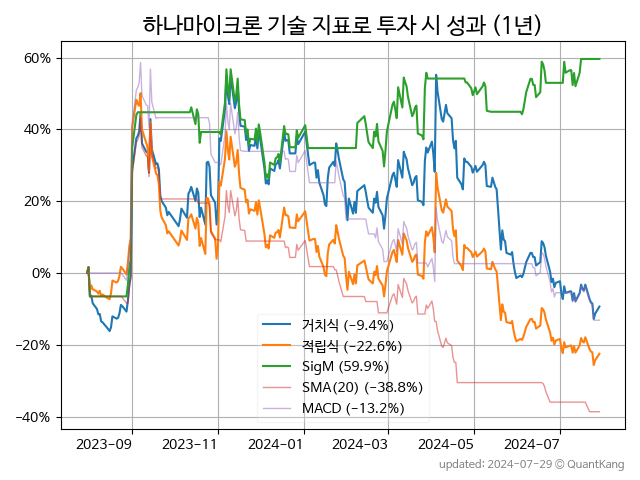 하나마이크론 기술 지표로 투자 시 성과 (1년)
60%
40%
20%
0%
−20%
−40%
거치식 (−9.4%)
적립식 (−22.6%)
SigM (59.9%)
SMA(20) (−38.8%)
MACD (−13.2%)
2023−09 2023−11 2024−01 2024−03 2024−05 2024−07
updated: 2024-07-29 © QuantKang